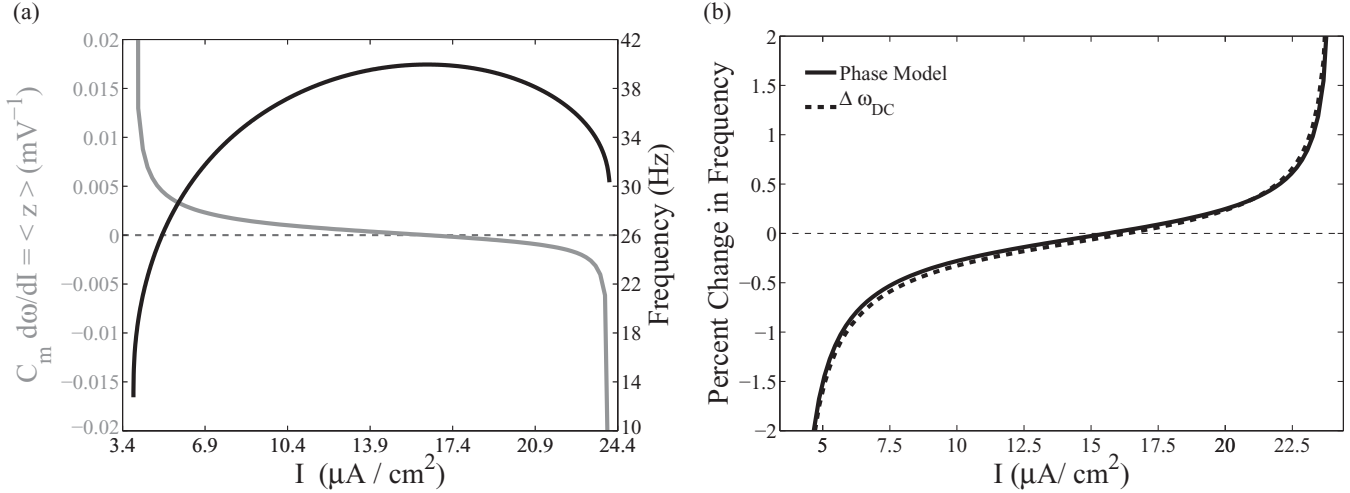 (a)
0.02
0.015
0.01
0.005
0
−0.005
−0.01
−0.015
−0.02
C_m dω/dI = < z > (mV^−1)
42
38
34
30
26
22
18
14
10
Frequency (Hz)
3.4 6.9 10.4 13.9 17.4 20.9 24.4
I (μA / cm^2)
(b)
2
1.5
1
0.5
0
−0.5
−1
−1.5
−2
Percent Change in Frequency
Phase Model
Δ ω_DC
5 7.5 10 12.5 15 17.5 20 22.5
I (μA/ cm^2)